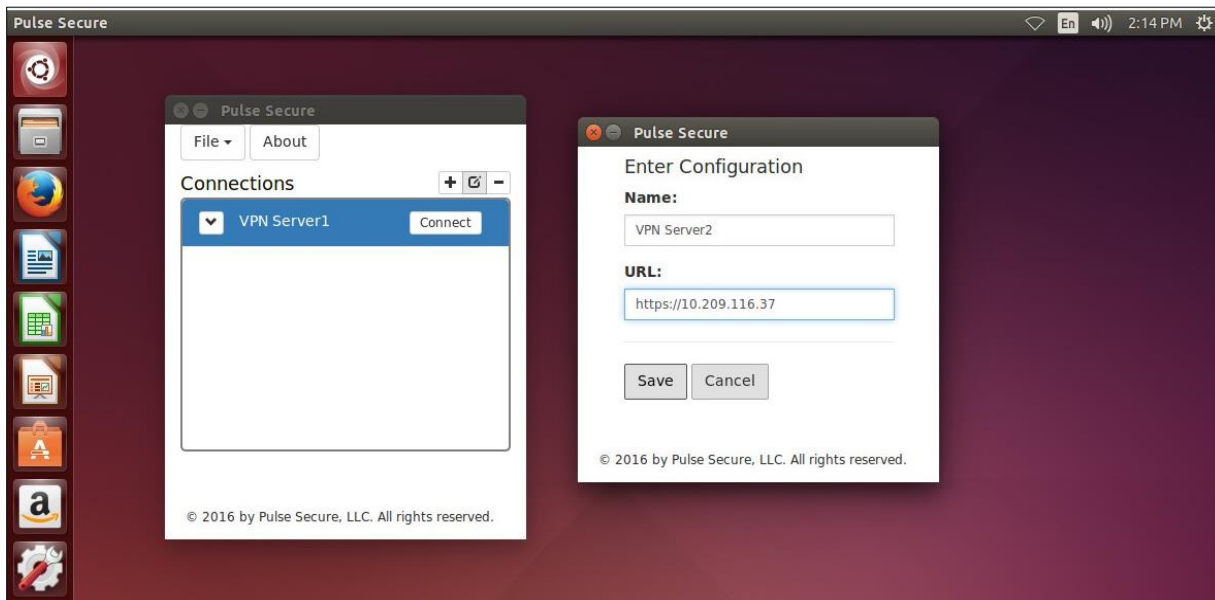 Pulse Secure
En
2:14 PM
Pulse Secure
File
About
Connections
VPN Server1
Connect
© 2016 by Pulse Secure, LLC. All rights reserved.
Pulse Secure
Enter Configuration
Name:
VPN Server2
URL:
https://10.209.116.37
Save
Cancel
© 2016 by Pulse Secure, LLC. All rights reserved.
A
a